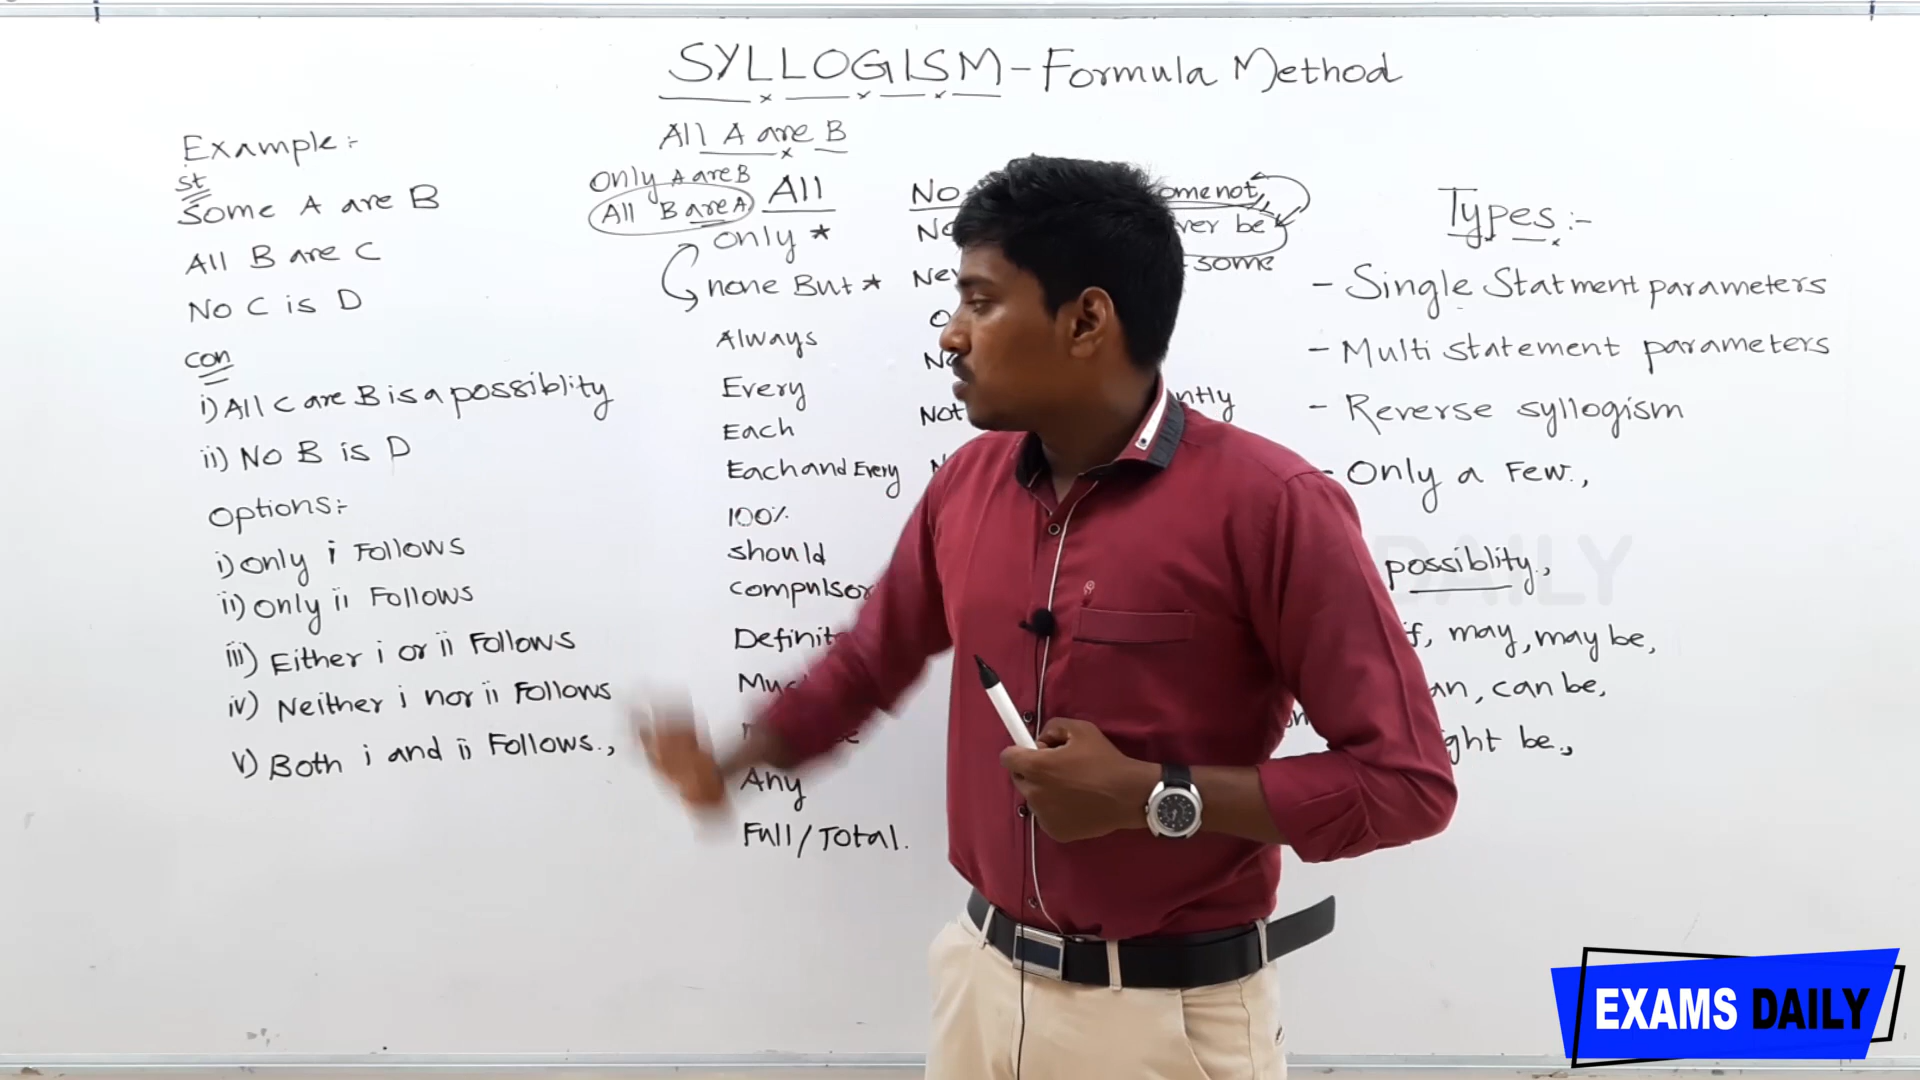 SYLLOGISM - Formula Method
Example:-
St
Some A are B
All B are C
No C is D
con
i) All C are B is a possiblity
ii) No B is D
Options:-
i) Only i Follows
ii) Only ii Follows
iii) Either i or ii Follows
iv) Neither i nor ii Follows
v) Both i and ii Follows.,
All A are B
Only A are B
All B are A
All
Only *
none But *
Always
Every
Each
Each and Every
100%
should
Definit
Any
Full/Total.
No
Not
some
Types:-
- Single Statment parameters
- Multi statement parameters
- Reverse syllogism
- Only a Few.,
possiblity.,
may, may be,
can be,
be.,
DAILY
EXAMS DAILY